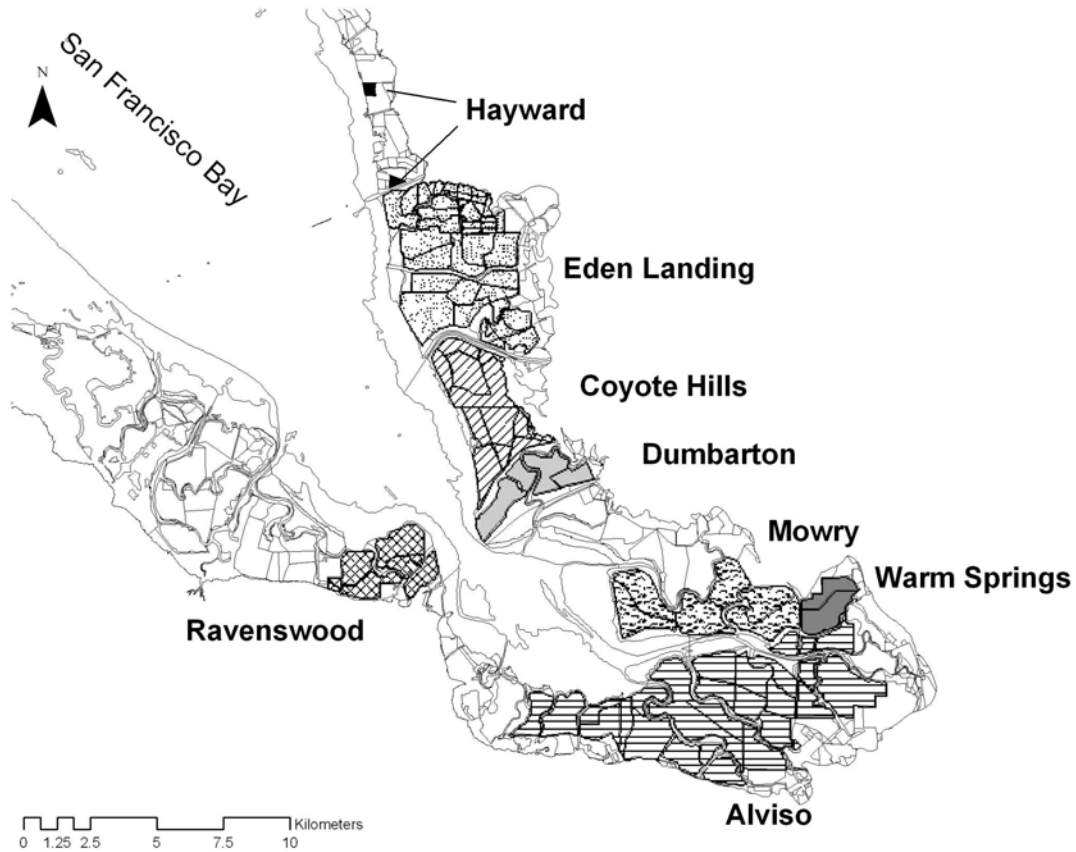 San Francisco Bay
N
Hayward
Eden Landing
Coyote Hills
Dumbarton
Mowry
Warm Springs
Ravenswood
Alviso
Kilometers
0 1.25 2.5 5 7.5 10